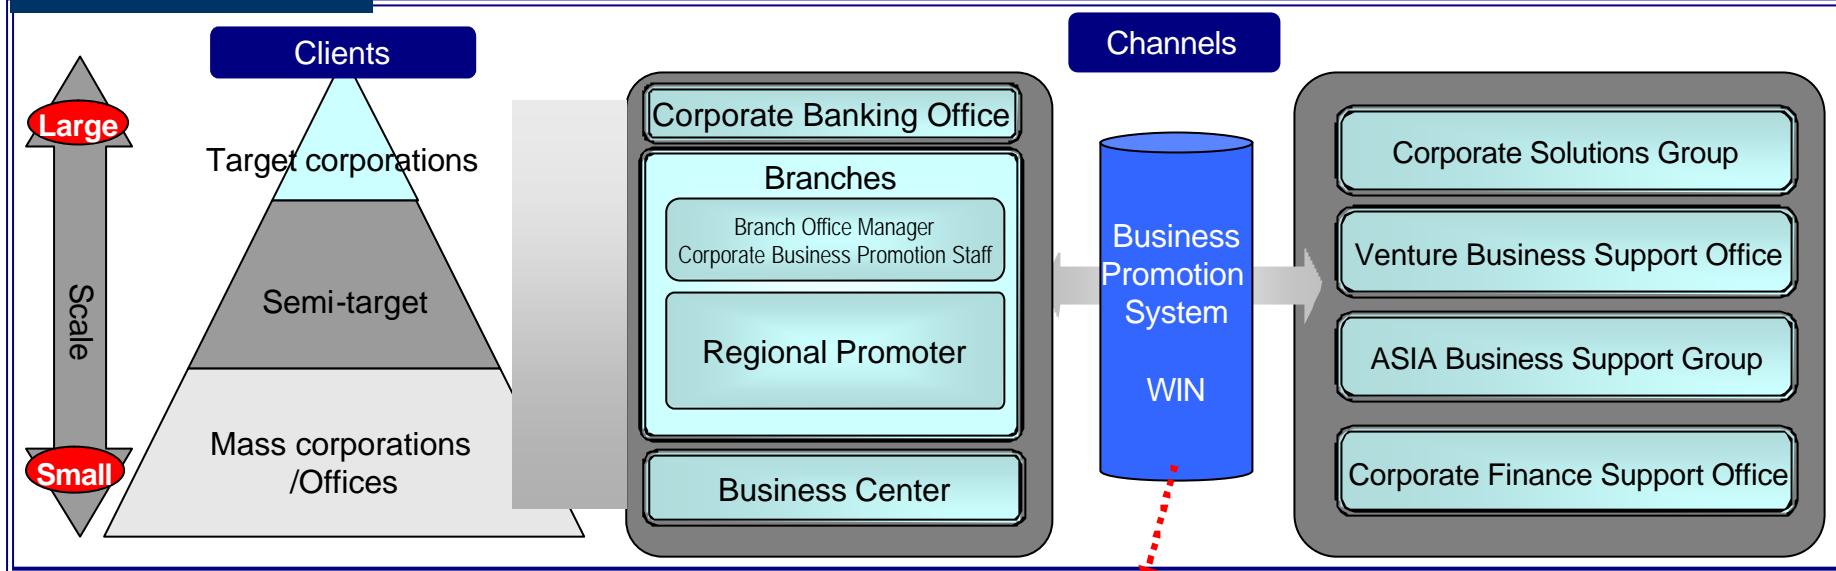 Clients
Channels
Large
Small
Scale
Target corporations
Semi-target
Mass corporations
/Offices
Corporate Banking Office
Branches
Branch Office Manager
Corporate Business Promotion Staff
Regional Promoter
Business Center
Business
Promotion
System
WIN
Corporate Solutions Group
Venture Business Support Office
ASIA Business Support Group
Corporate Finance Support Office